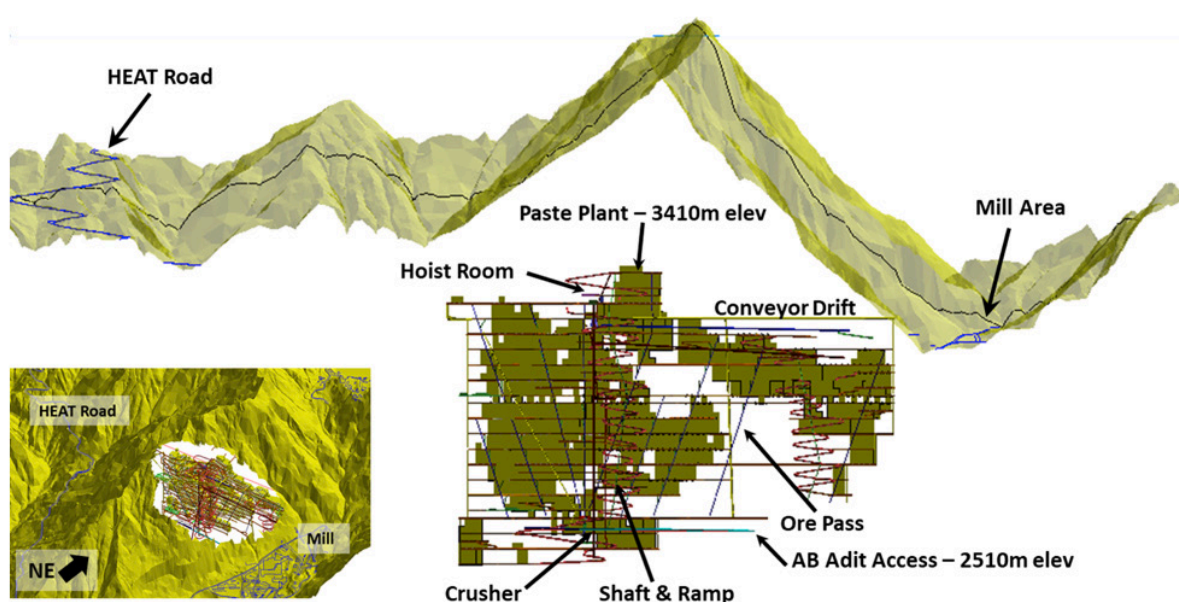 HEAT Road
Paste Plant – 3410m elev
Mill Area
Hoist Room
Conveyor Drift
HEAT Road
Mill
NE
Ore Pass
AB Adit Access – 2510m elev
Crusher
Shaft & Ramp